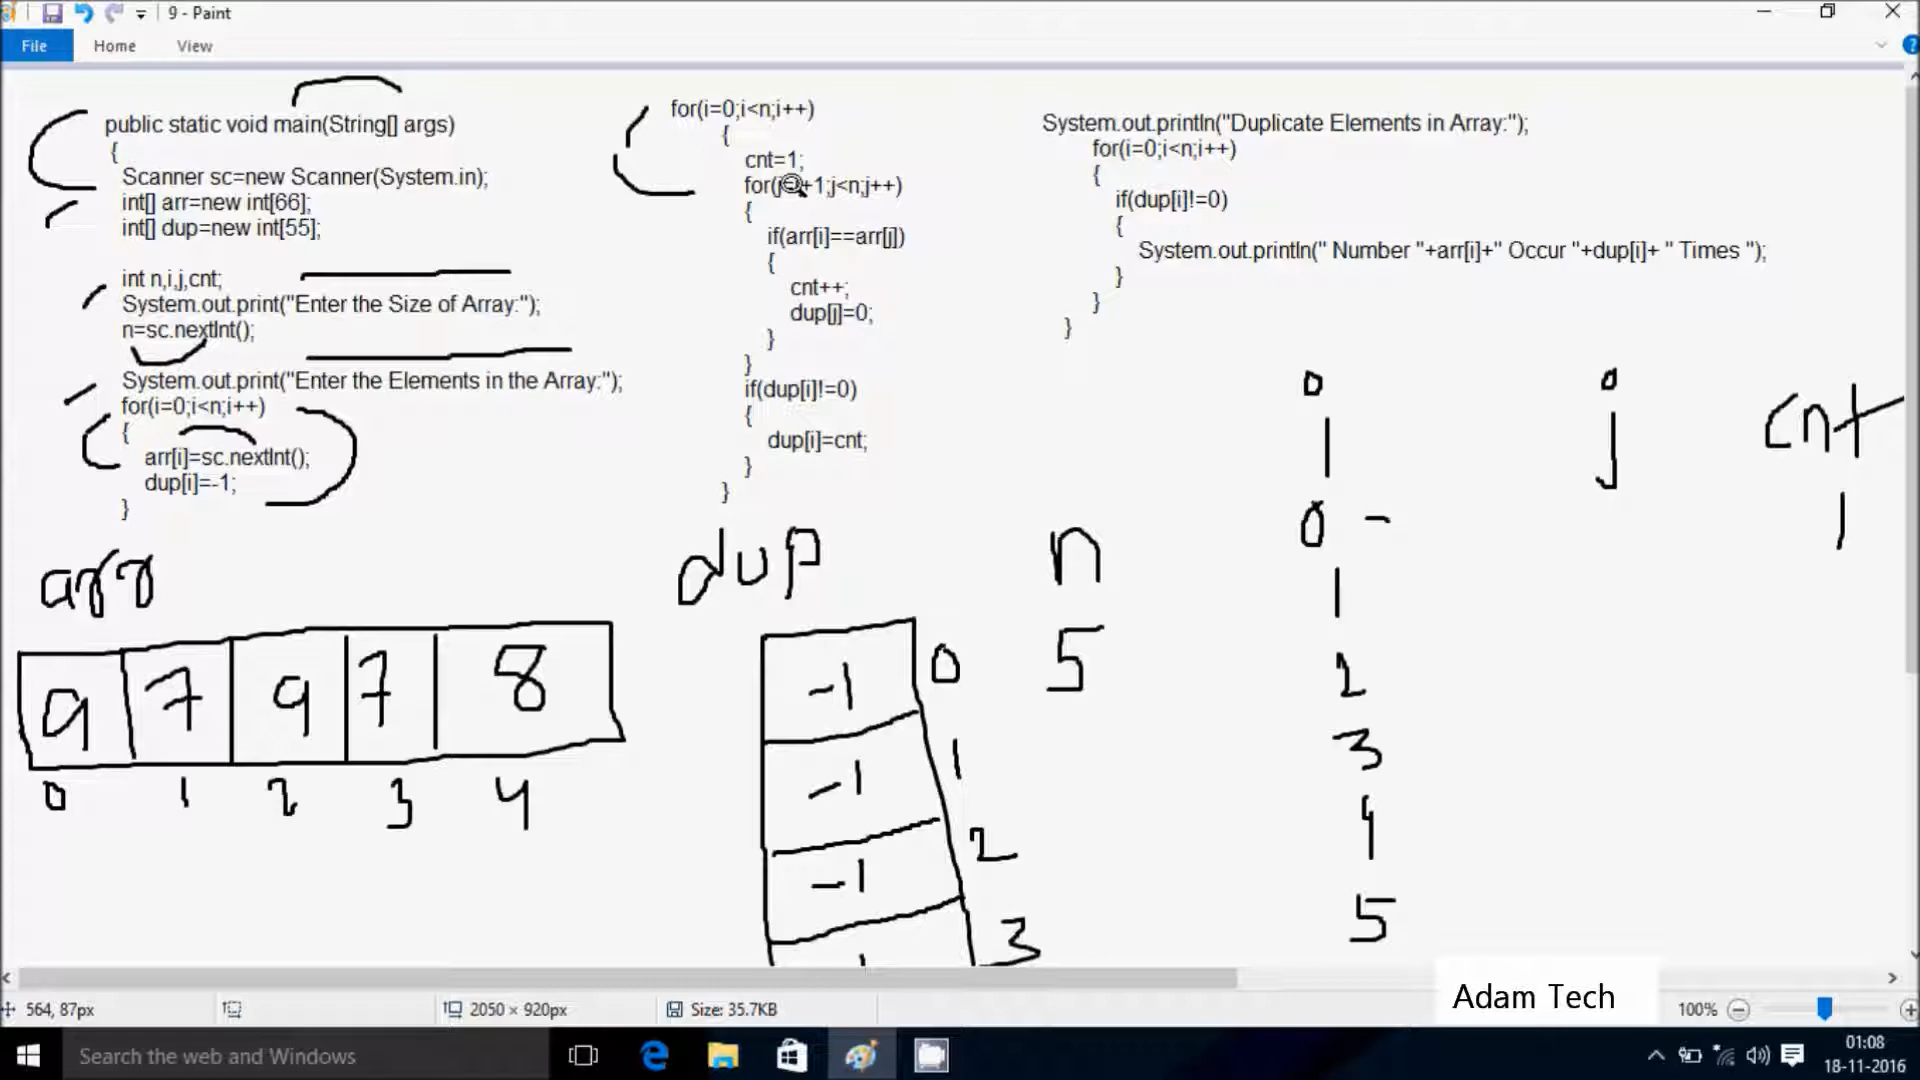 9 - Paint
File Home View
public static void main(String[] args)
{
Scanner sc=new Scanner(System.in);
int[] arr=new int[66];
int[] dup=new int[55];
int n,i,j,cnt;
System.out.print("Enter the Size of Array:");
n=sc.nextInt();
System.out.print("Enter the Elements in the Array:");
for(i=0;i<n;i++)
{
arr[i]=sc.nextInt();
dup[i]=-1;
}
for(i=0;i<n;i++)
{
cnt=1;
for(j=i+1;j<n;j++)
{
if(arr[i]==arr[j])
{
cnt++;
dup[j]=0;
}
}
if(dup[i]!=0)
{
dup[i]=cnt;
}
}
System.out.println("Duplicate Elements in Array:");
for(i=0;i<n;i++)
{
if(dup[i]!=0)
{
System.out.println(" Number "+arr[i]+" Occur "+dup[i]+ " Times ");
}
}
}
arr
9 7 9 7 8
0 1 2 3 4
dup
-1 0
-1 1
-1 2
3
n
5
i
0 -
1
2
3
4
5
j
cnt
1
564, 87px
2050 × 920px
Size: 35.7KB
Adam Tech
100%
Search the web and Windows
01:08
18-11-2016